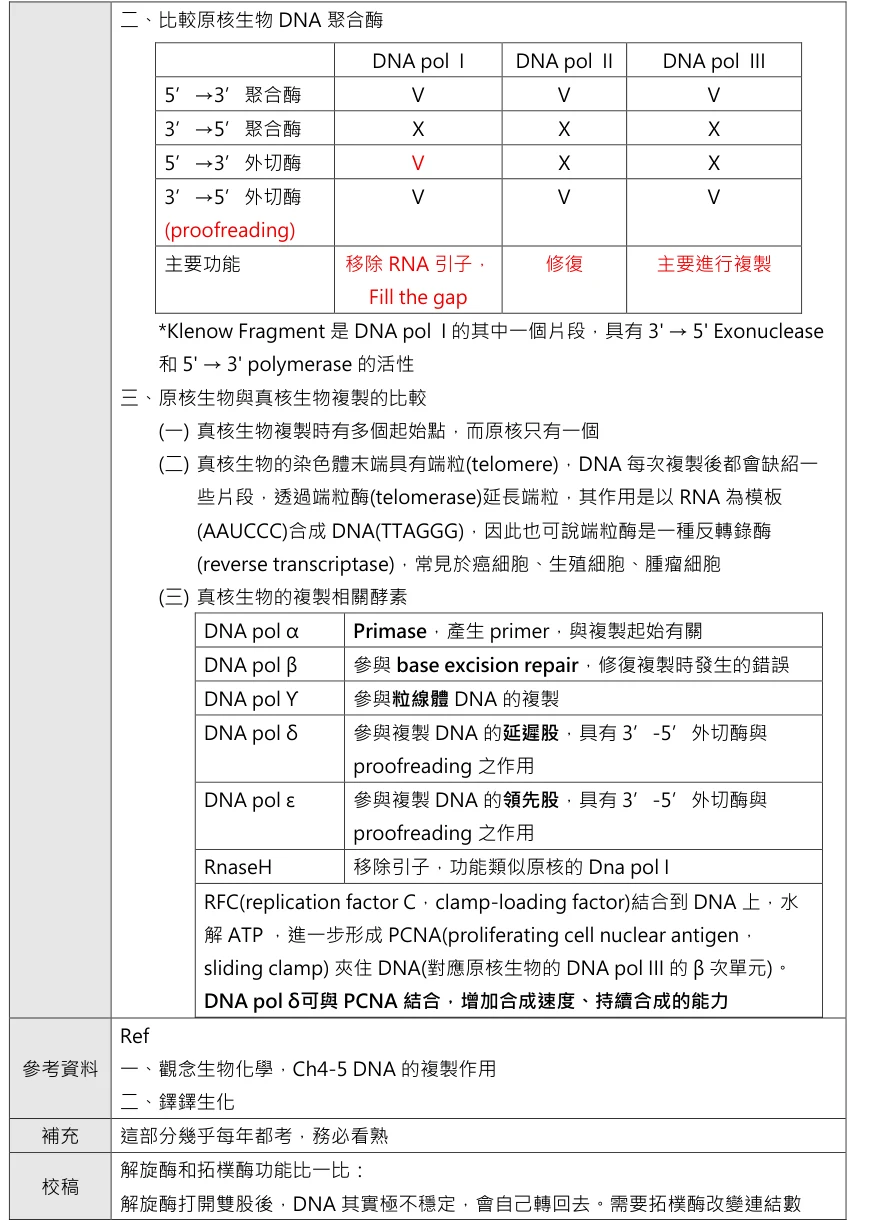 二、比較原核生物 DNA 聚合酶
DNA pol I DNA pol II DNA pol III
5’→3’聚合酶 V V V
3’→5’聚合酶 X X X
5’→3’外切酶 V X X
3’→5’外切酶 V V V
(proofreading)
主要功能 移除 RNA 引子， 修復 主要進行複製
Fill the gap
*Klenow Fragment 是 DNA pol I 的其中一個片段，具有 3' → 5' Exonuclease
和 5' → 3' polymerase 的活性
三、原核生物與真核生物複製的比較
(一) 真核生物複製時有多個起始點，而原核只有一個
(二) 真核生物的染色體末端具有端粒(telomere)，DNA 每次複製後都會缺紹一
些片段，透過端粒酶(telomerase)延長端粒，其作用是以 RNA 為模板
(AAUCCC)合成 DNA(TTAGGG)，因此也可說端粒酶是一種反轉錄酶
(reverse transcriptase)，常見於癌細胞、生殖細胞、腫瘤細胞
(三) 真核生物的複製相關酵素
DNA pol α Primase，產生 primer，與複製起始有關
DNA pol β 參與 base excision repair，修復複製時發生的錯誤
DNA pol ϒ 參與粒線體 DNA 的複製
DNA pol δ 參與複製 DNA 的延遲股，具有 3’-5’外切酶與
proofreading 之作用
DNA pol ε 參與複製 DNA 的領先股，具有 3’-5’外切酶與
proofreading 之作用
RnaseH 移除引子，功能類似原核的 Dna pol I
RFC(replication factor C，clamp-loading factor)結合到 DNA 上，水
解 ATP ，進一步形成 PCNA(proliferating cell nuclear antigen，
sliding clamp) 夾住 DNA(對應原核生物的 DNA pol III 的 β 次單元)。
DNA pol δ可與 PCNA 結合，增加合成速度、持續合成的能力
參考資料
Ref
一、觀念生物化學，Ch4-5 DNA 的複製作用
二、鐸鐸生化
補充 這部分幾乎每年都考，務必看熟
校稿
解旋酶和拓樸酶功能比一比：
解旋酶打開雙股後，DNA 其實極不穩定，會自己轉回去。需要拓樸酶改變連結數